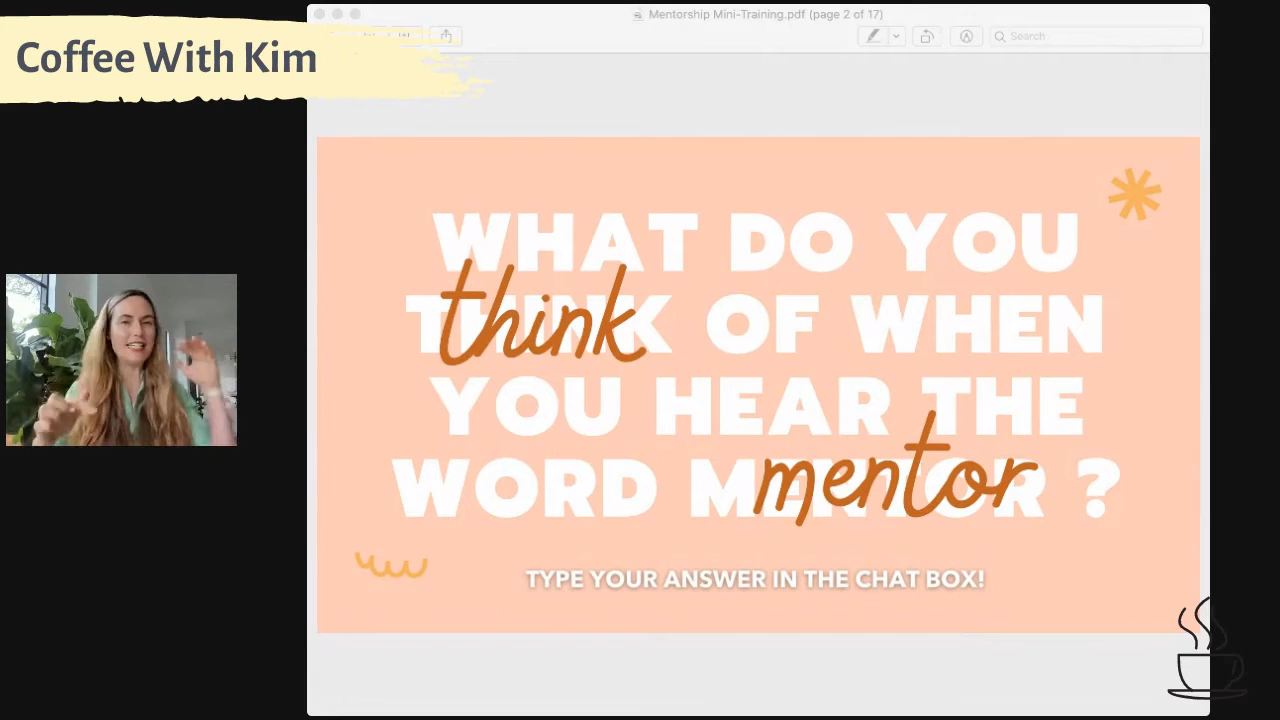 Coffee With Kim
Mentorship Mini-Training.pdf (page 2 of 17)
Search
WHAT DO YOU
THINK OF WHEN
think
YOU HEAR THE
WORD MENTOR ?
mentor
TYPE YOUR ANSWER IN THE CHAT BOX!